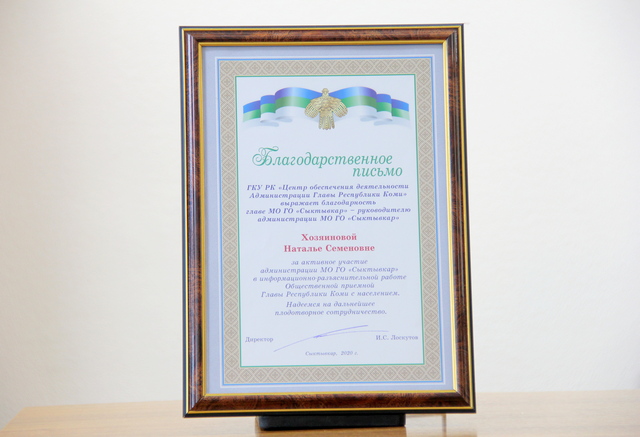 Благодарственное
письмо
ГКУ РК «Центр обеспечения деятельности
Администрации Главы Республики Коми»
выражает благодарность
главе МО ГО «Сыктывкар» – руководителю
администрации МО ГО «Сыктывкар»
Хозяиновой
Наталье Семеновне
за активное участие
администрации МО ГО «Сыктывкар»
в информационно-разъяснительной работе
Общественной приемной
Главы Республики Коми с населением.
Надеемся на дальнейшее
плодотворное сотрудничество.
Директор И.С. Лоскутов
Сыктывкар, 2020 г.